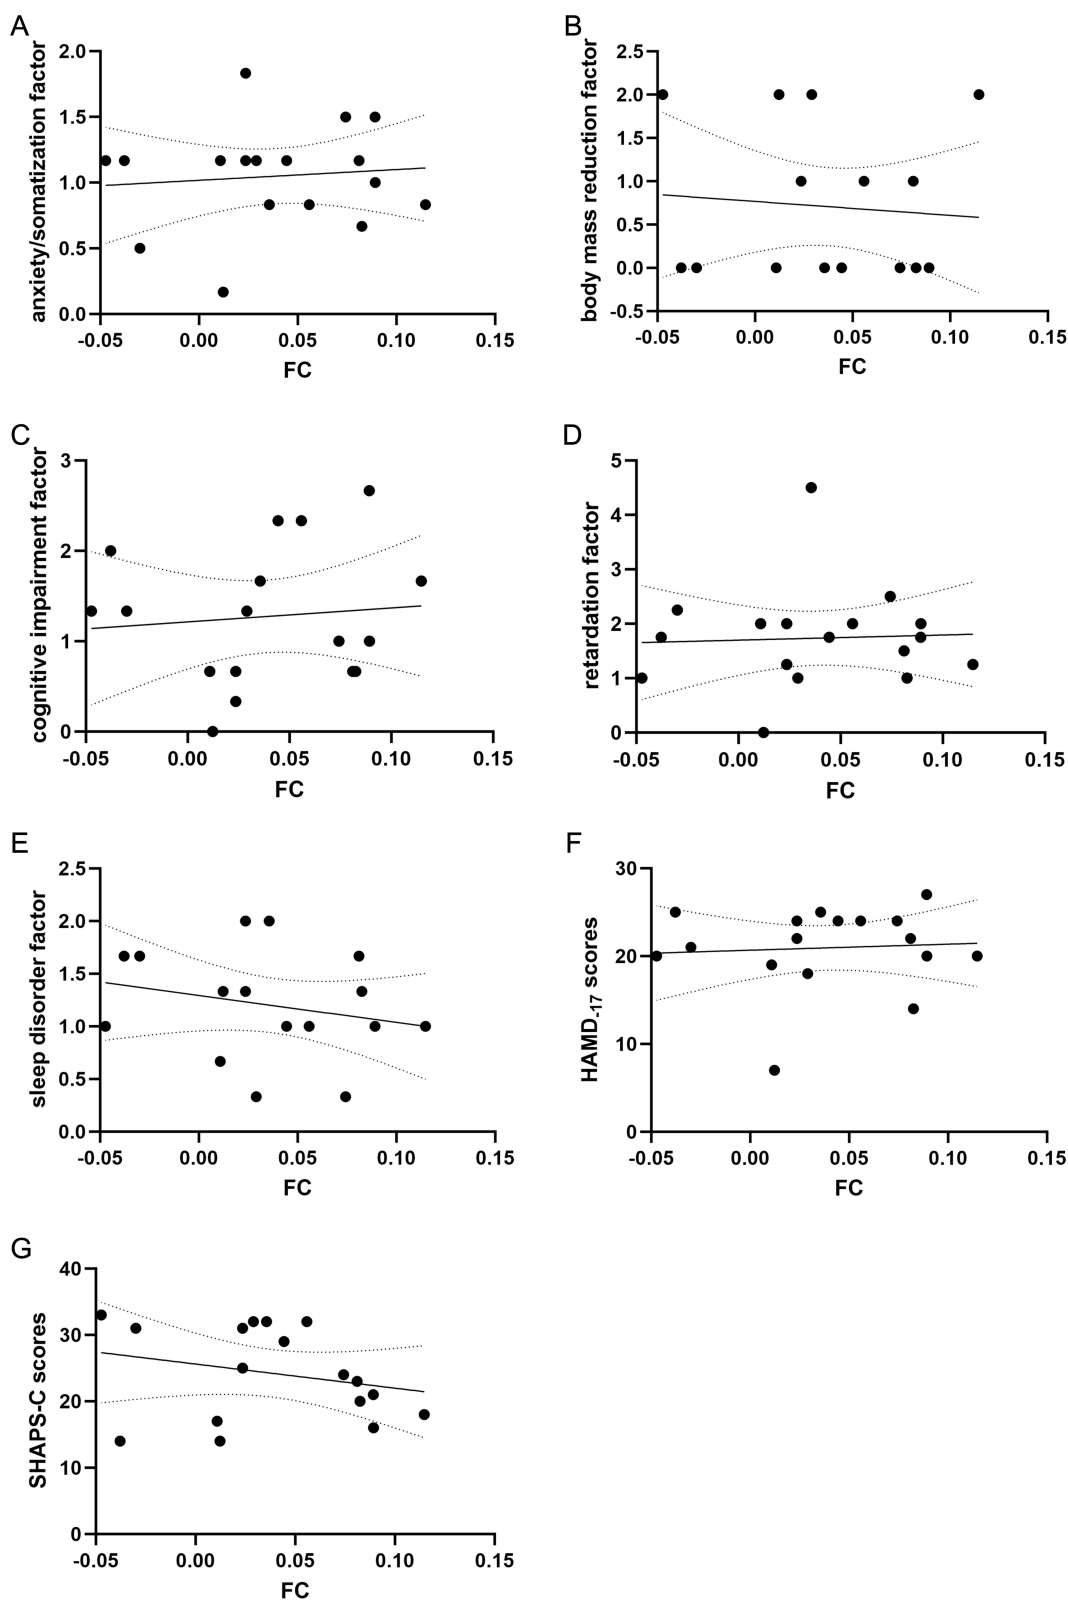 A
anxiety/somatization factor
2.0
1.5
1.0
0.5
0.0
-0.05 0.00 0.05 0.10 0.15
FC
B
body mass reduction factor
2.5
2.0
1.5
1.0
0.5
0.0
-0.5
-0.05 0.00 0.05 0.10 0.15
FC
C
cognitive impairment factor
3
2
1
0
-0.05 0.00 0.05 0.10 0.15
FC
D
retardation factor
5
4
3
2
1
0
-0.05 0.00 0.05 0.10 0.15
FC
E
sleep disorder factor
2.5
2.0
1.5
1.0
0.5
0.0
-0.05 0.00 0.05 0.10 0.15
FC
F
HAMD-17 scores
30
20
10
0
-0.05 0.00 0.05 0.10 0.15
FC
G
SHAPS-C scores
40
30
20
10
0
-0.05 0.00 0.05 0.10 0.15
FC